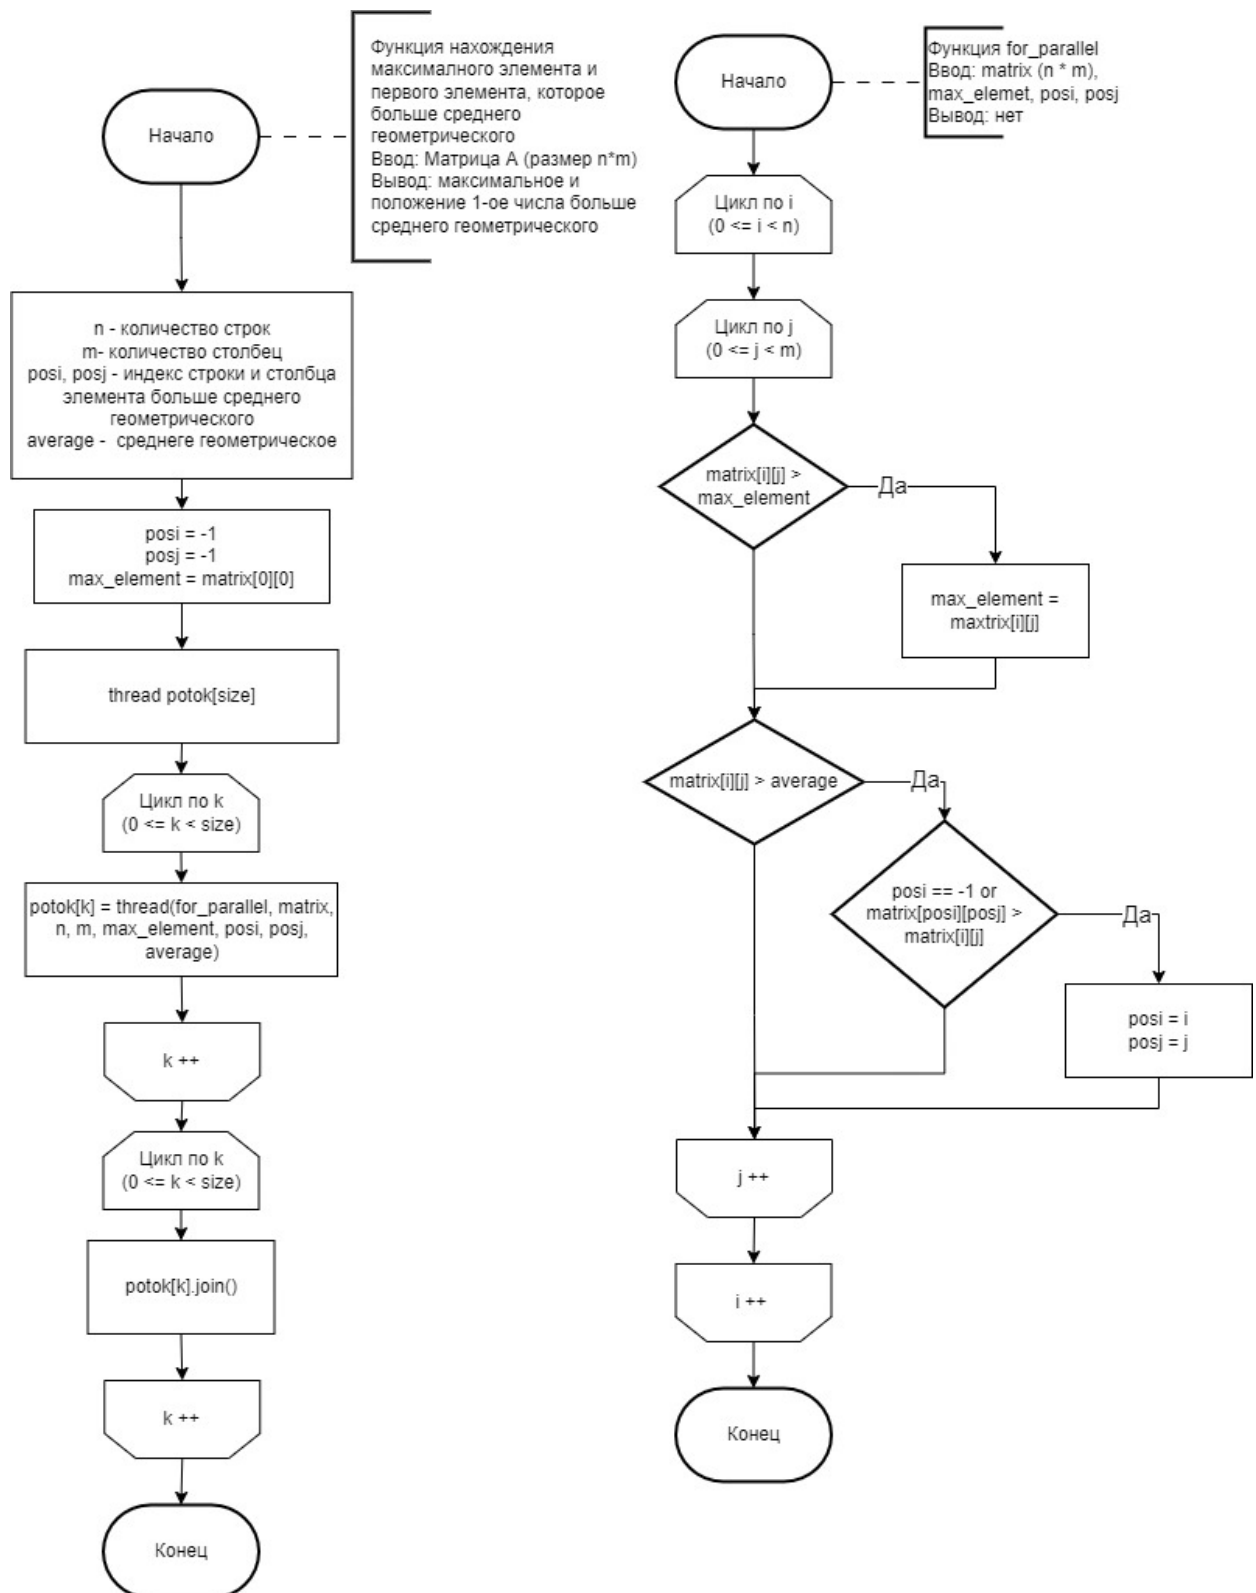 Начало
Функция нахождения
максималного элемента и
первого элемента, которое
больше среднего
геометрического
Ввод: Матрица А (размер n*m)
Вывод: максимальное и
положение 1-ое числа больше
среднего геометрического
n - количество строк
m- количество столбец
posi, posj - индекс строки и столбца
элемента больше среднего
геометрического
average - среднеге геометрическое
posi = -1
posj = -1
max_element = matrix[0][0]
thread potok[size]
Цикл по k
(0 <= k < size)
potok[k] = thread(for_parallel, matrix,
n, m, max_element, posi, posj,
average)
k ++
Цикл по k
(0 <= k < size)
potok[k].join()
k ++
Конец
Начало
Функция for_parallel
Ввод: matrix (n * m),
max_elemet, posi, posj
Вывод: нет
Цикл по i
(0 <= i < n)
Цикл по j
(0 <= j < m)
matrix[i][j] >
max_element
Да
max_element =
maxtrix[i][j]
matrix[i][j] > average
Да
posi == -1 or
matrix[posi][posj] >
matrix[i][j]
Да
posi = i
posj = j
j ++
i ++
Конец